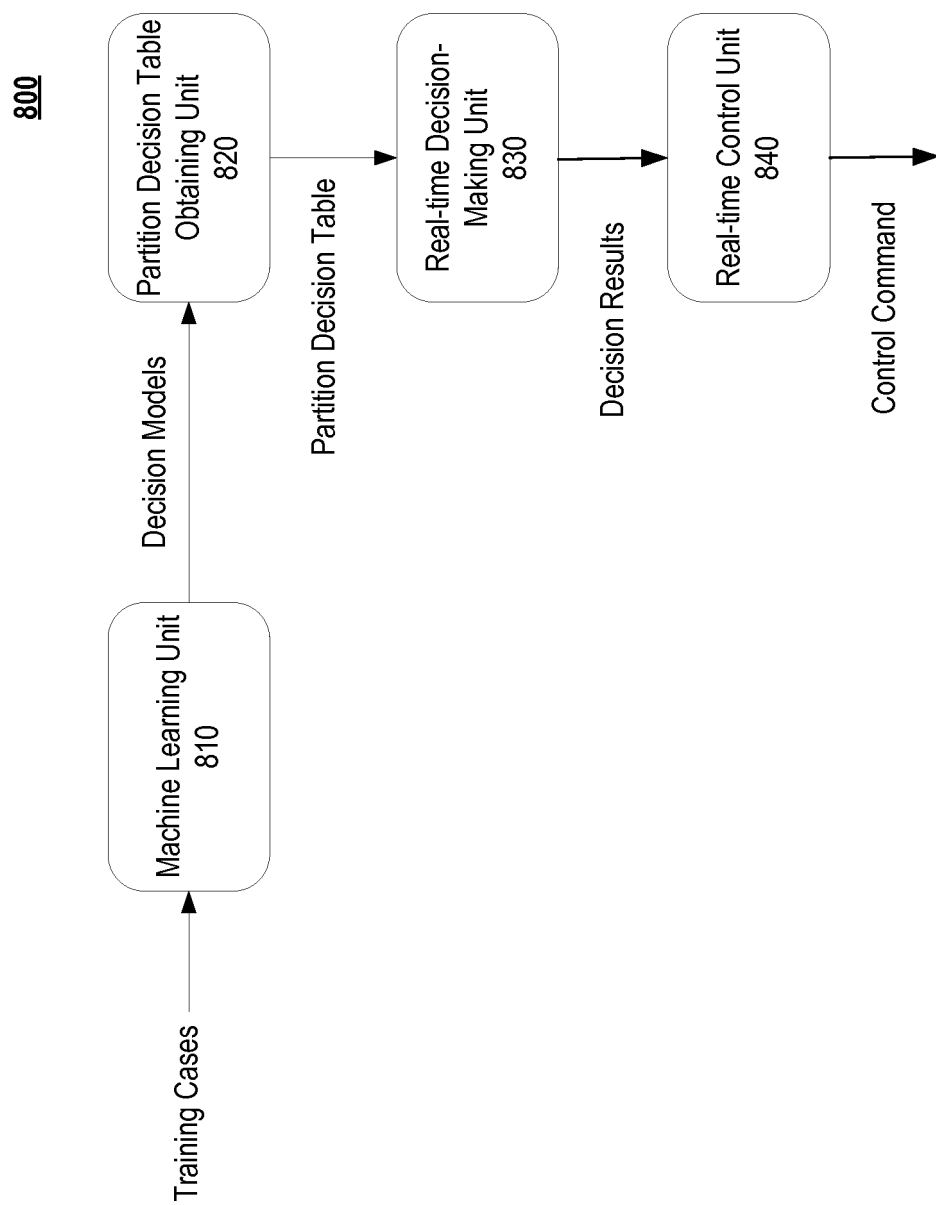 800
Training Cases
Machine Learning Unit
810
Decision Models
Partition Decision Table
Obtaining Unit
820
Partition Decision Table
Real-time Decision-
Making Unit
830
Decision Results
Real-time Control Unit
840
Control Command